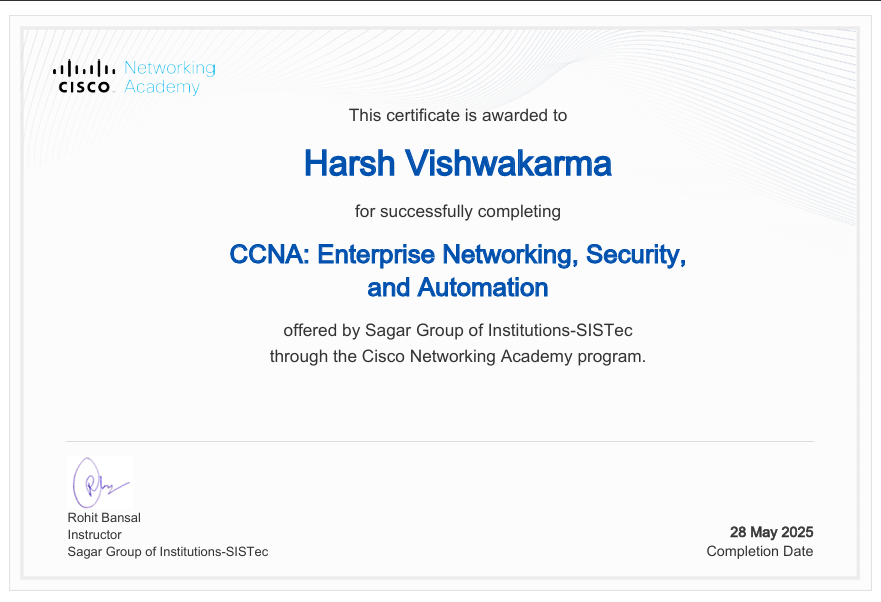 CISCO Networking Academy
This certificate is awarded to
Harsh Vishwakarma
for successfully completing
CCNA: Enterprise Networking, Security,
and Automation
offered by Sagar Group of Institutions-SISTec
through the Cisco Networking Academy program.
Rohit Bansal
Instructor
Sagar Group of Institutions-SISTec
28 May 2025
Completion Date